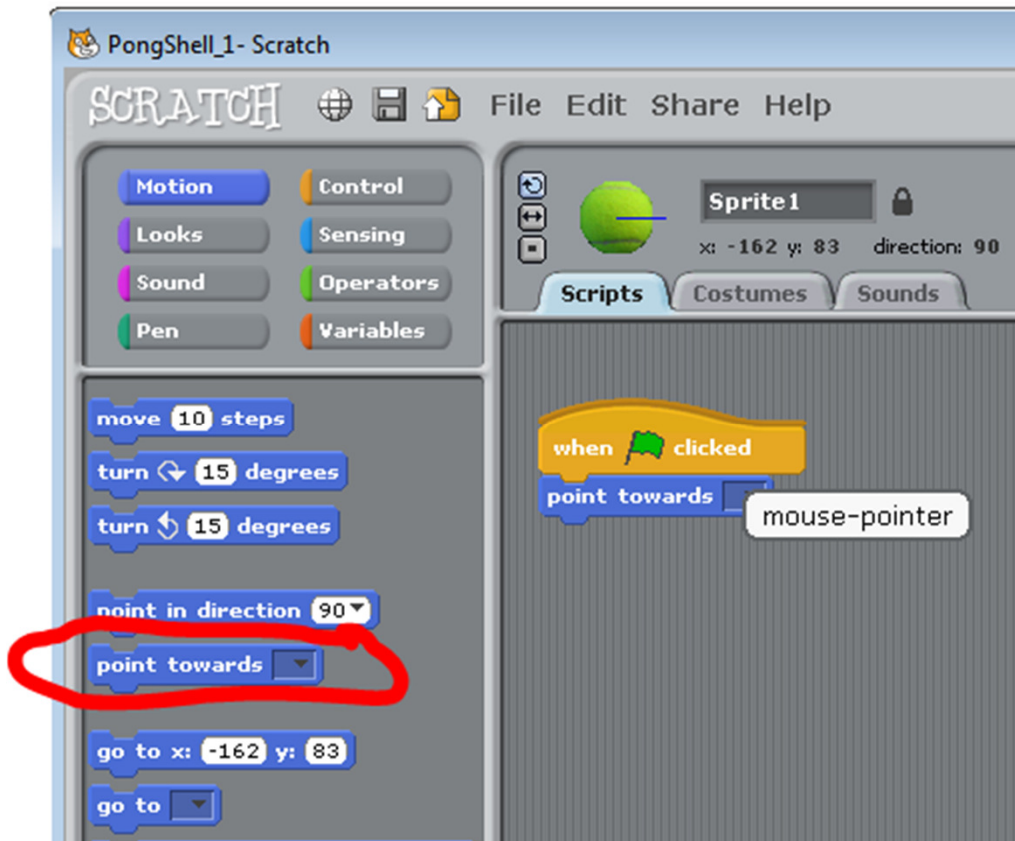 PongShell_1- Scratch
SCRATCH File Edit Share Help
Motion Control
Looks Sensing
Sound Operators
Pen Variables
Sprite1
x: -162 y: 83 direction: 90
Scripts Costumes Sounds
move 10 steps
turn 15 degrees
turn 15 degrees
point in direction 90
point towards
go to x: -162 y: 83
go to
when clicked
point towards
mouse-pointer